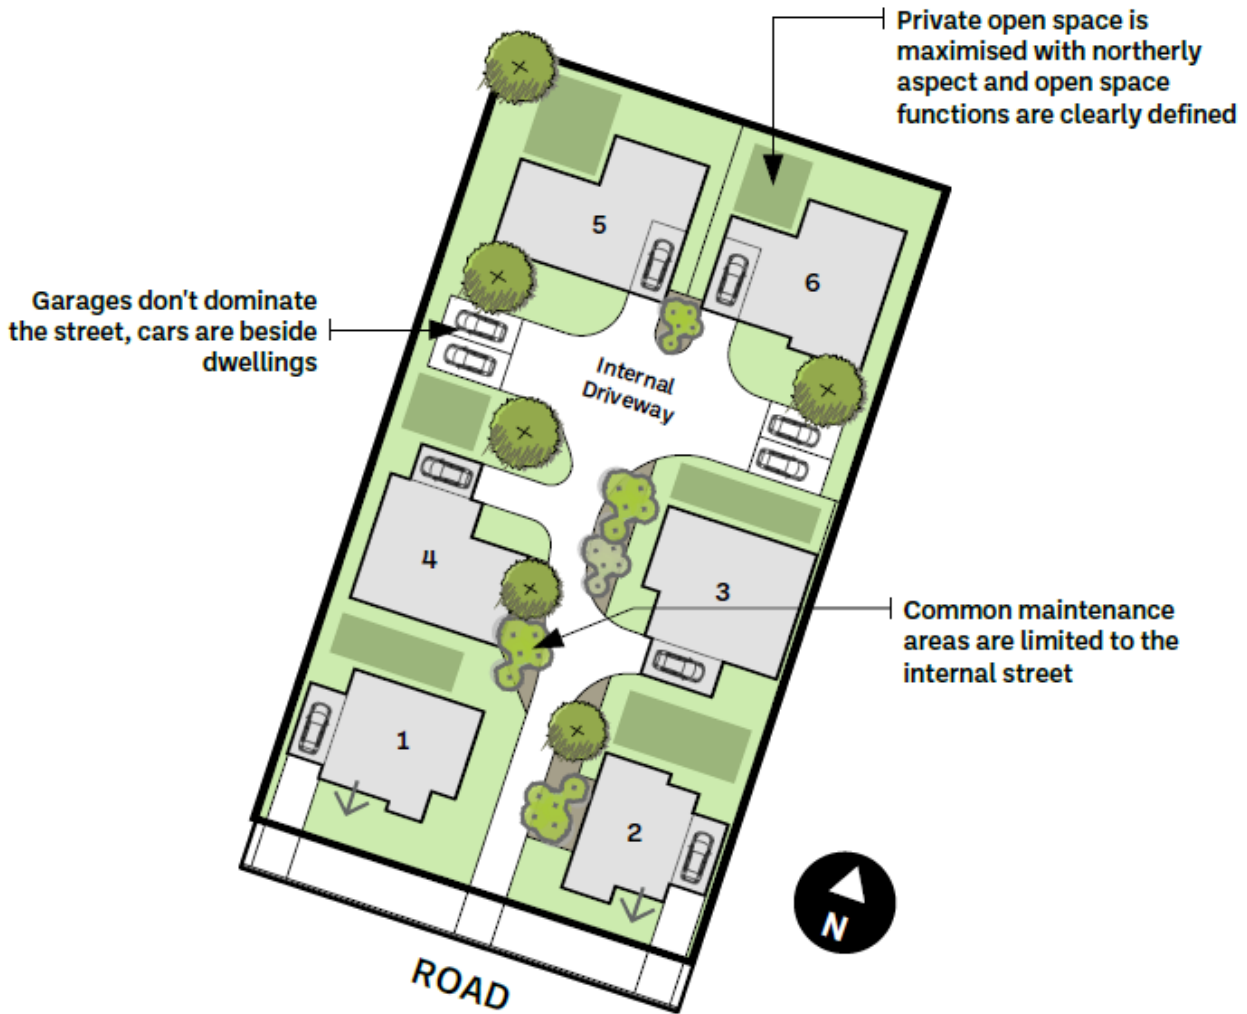 Private open space is
maximised with northerly
aspect and open space
functions are clearly defined
5
6
Garages don't dominate
the street, cars are beside
dwellings
Internal
Driveway
4
3
Common maintenance
areas are limited to the
internal street
1
2
N
ROAD